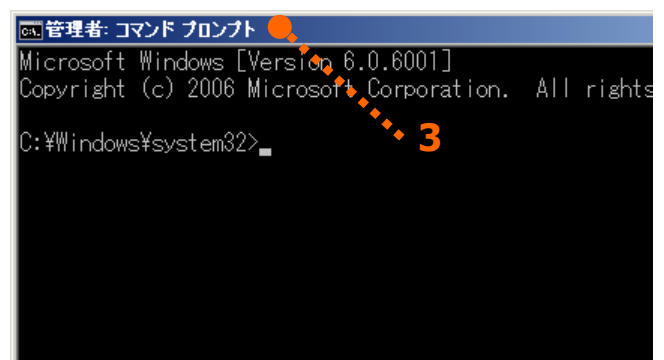 管理者: コマンド プロンプト
Microsoft Windows [Version 6.0.6001]
Copyright (c) 2006 Microsoft Corporation.  All rights
C:¥Windows¥system32>
3